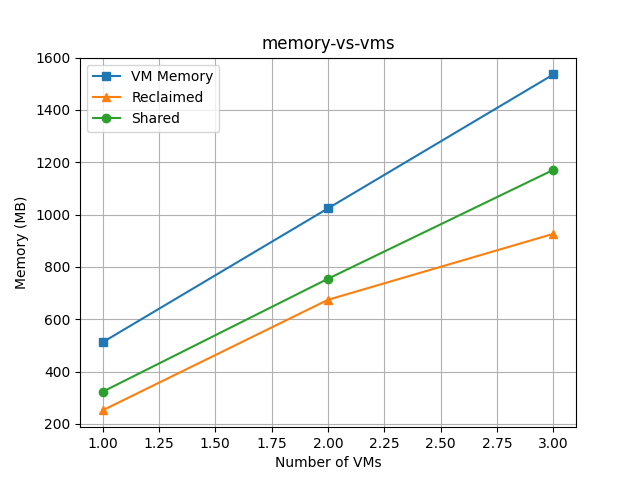 memory-vs-vms
1600
1400
1200
1000
800
600
400
200
Memory (MB)
VM Memory
Reclaimed
Shared
1.00 1.25 1.50 1.75 2.00 2.25 2.50 2.75 3.00
Number of VMs